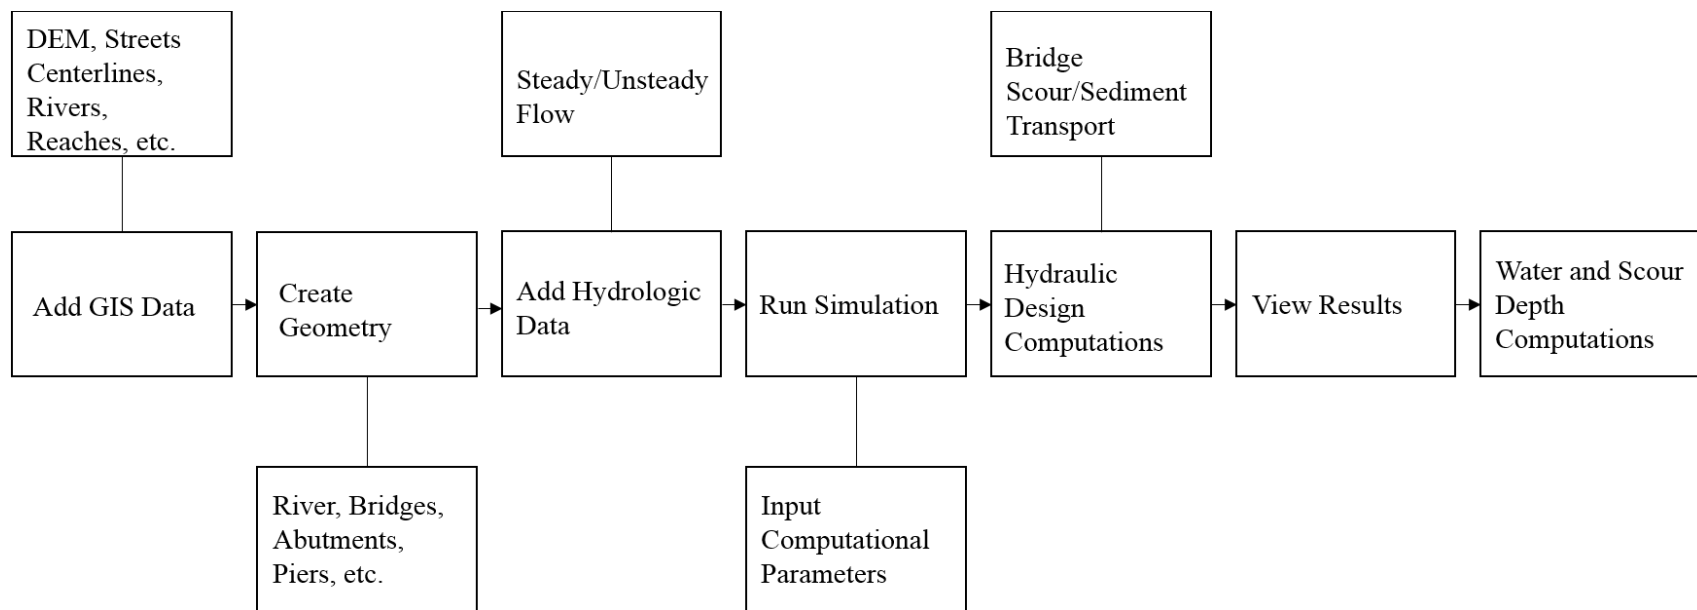 DEM, Streets
Centerlines,
Rivers,
Reaches, etc.
Steady/Unsteady
Flow
Bridge
Scour/Sediment
Transport
Add GIS Data
Create
Geometry
Add Hydrologic
Data
Run Simulation
Hydraulic
Design
Computations
View Results
Water and Scour
Depth
Computations
River, Bridges,
Abutments,
Piers, etc.
Input
Computational
Parameters